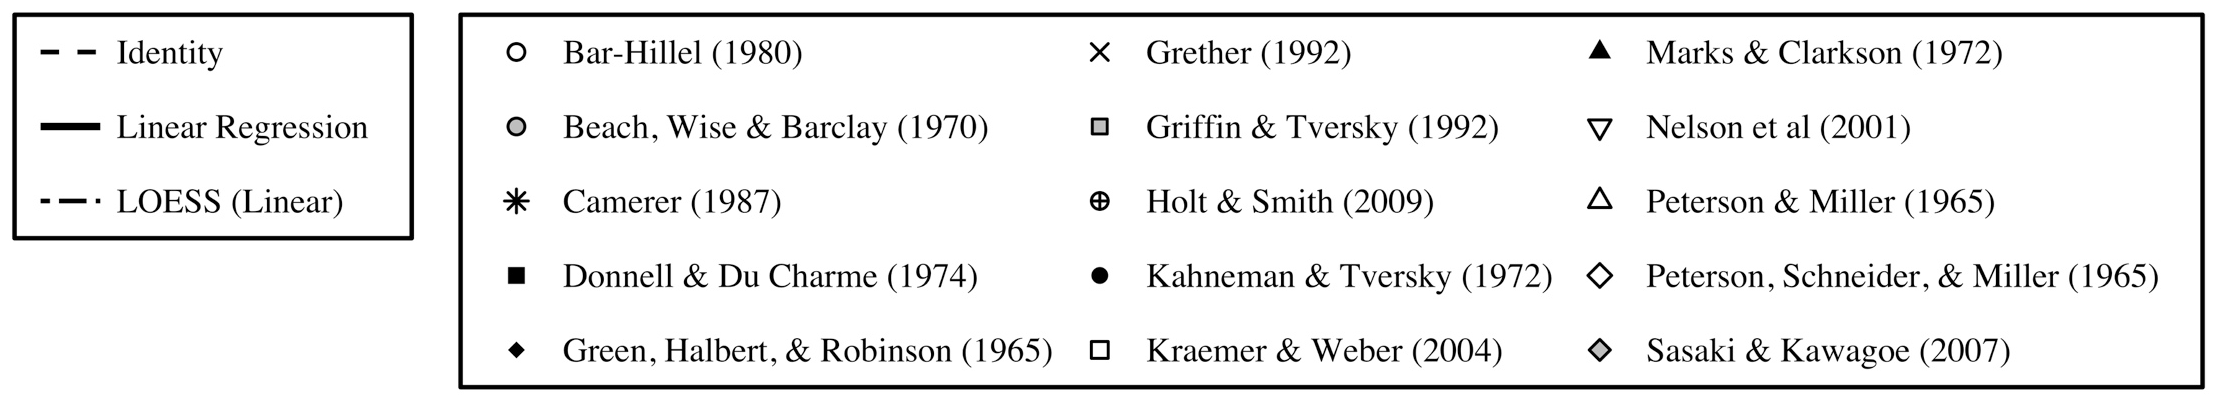 Identity
Linear Regression
LOESS (Linear)
Bar-Hillel (1980)
Beach, Wise & Barclay (1970)
Camerer (1987)
Donnell & Du Charme (1974)
Green, Halbert, & Robinson (1965)
Grether (1992)
Griffin & Tversky (1992)
Holt & Smith (2009)
Kahneman & Tversky (1972)
Kraemer & Weber (2004)
Marks & Clarkson (1972)
Nelson et al (2001)
Peterson & Miller (1965)
Peterson, Schneider, & Miller (1965)
Sasaki & Kawagoe (2007)